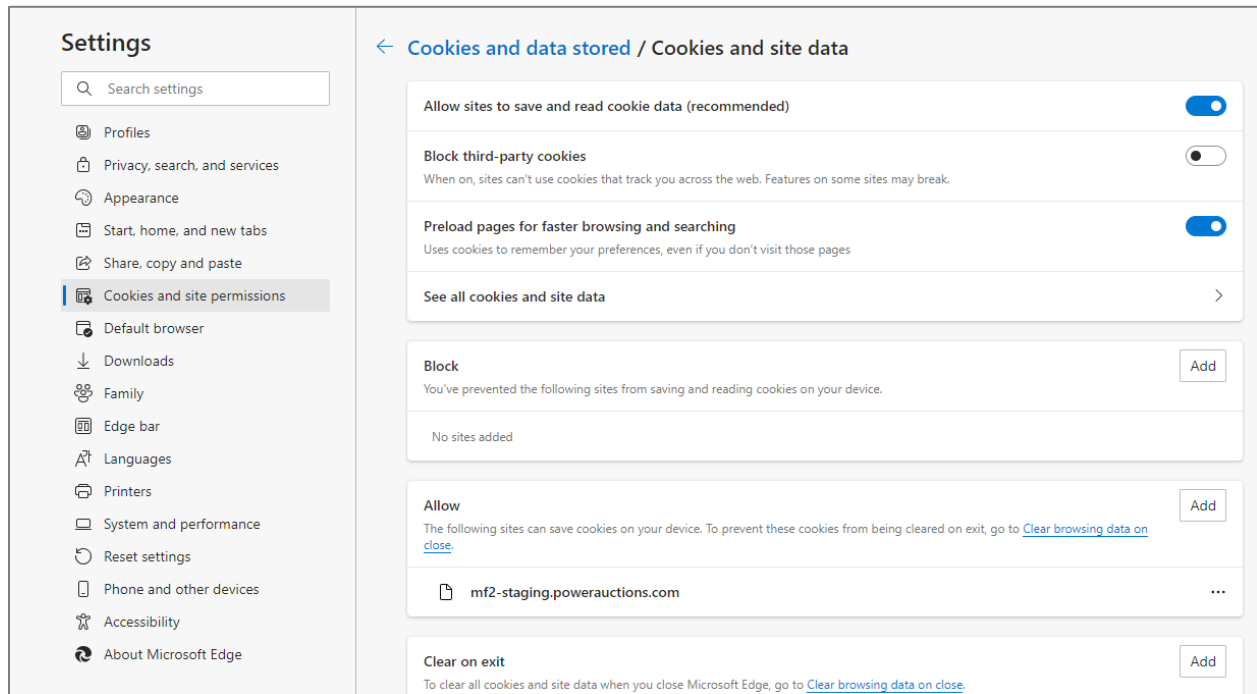 Settings
Search settings
Profiles
Privacy, search, and services
Appearance
Start, home, and new tabs
Share, copy and paste
Cookies and site permissions
Default browser
Downloads
Family
Edge bar
Languages
Printers
System and performance
Reset settings
Phone and other devices
Accessibility
About Microsoft Edge
Cookies and data stored / Cookies and site data
Allow sites to save and read cookie data (recommended)
Block third-party cookies
When on, sites can't use cookies that track you across the web. Features on some sites may break.
Preload pages for faster browsing and searching
Uses cookies to remember your preferences, even if you don't visit those pages
See all cookies and site data
Block
Add
You've prevented the following sites from saving and reading cookies on your device.
No sites added
Allow
Add
The following sites can save cookies on your device. To prevent these cookies from being cleared on exit, go to Clear browsing data on
close.
mf2-staging.powerauctions.com
Clear on exit
Add
To clear all cookies and site data when you close Microsoft Edge, go to Clear browsing data on close.